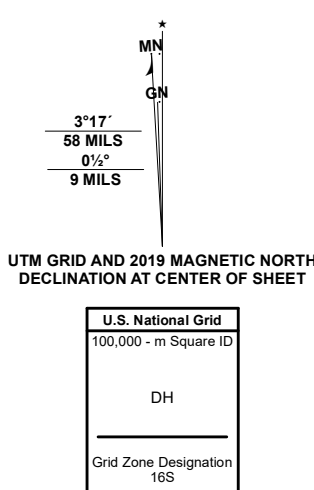 MN
GN
3°17´
58 MILS
0½°
9 MILS
UTM GRID AND 2019 MAGNETIC NORTH
DECLINATION AT CENTER OF SHEET
U.S. National Grid
100,000 - m Square ID
DH
Grid Zone Designation
16S